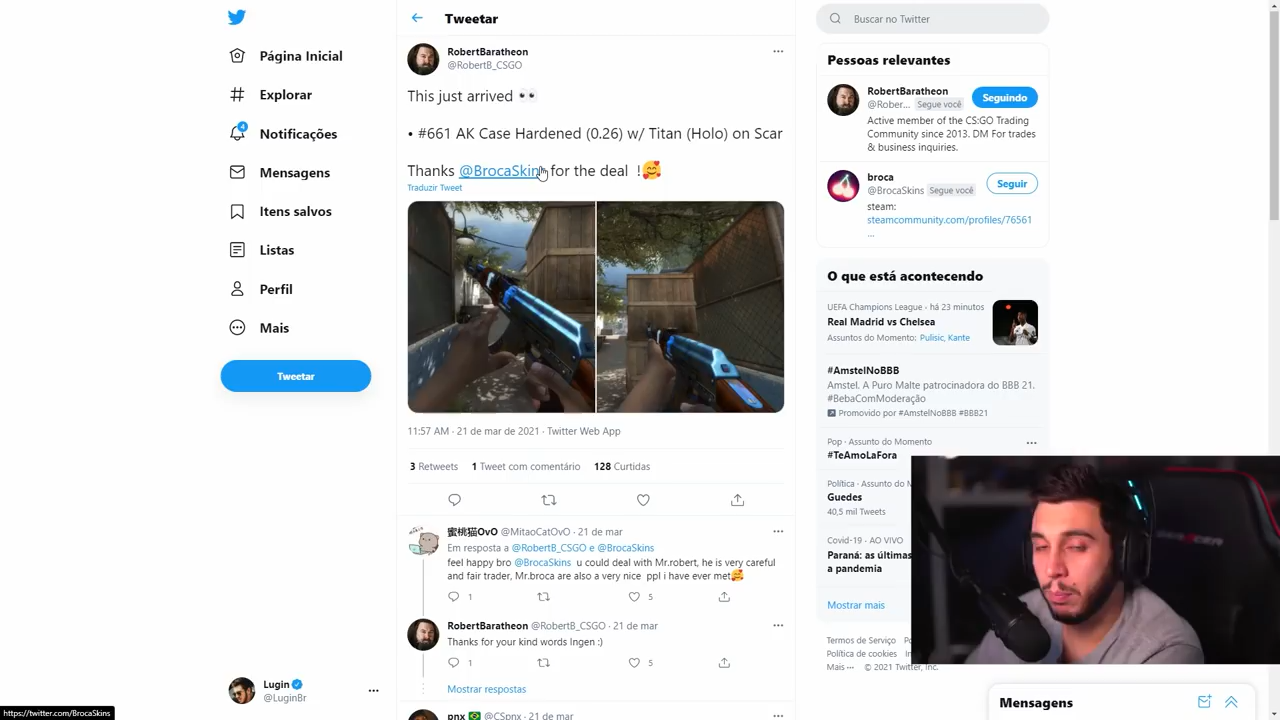 Página Inicial
Explorar
4
Notificações
Mensagens
Itens salvos
Listas
Perfil
Mais
Tweetar
Lugin
@LuginBr
https://twitter.com/BrocaSkins
Tweetar
RobertBaratheon
@RobertB_CSGO
This just arrived 👀
• #661 AK Case Hardened (0.26) w/ Titan (Holo) on Scar
Thanks @BrocaSkins for the deal !🥰
Traduzir Tweet
11:57 AM · 21 de mar de 2021 · Twitter Web App
3 Retweets 1 Tweet com comentário 128 Curtidas
蜜桃猫OvO @MitaoCatOvO · 21 de mar
Em resposta a @RobertB_CSGO e @BrocaSkins
feel happy bro @BrocaSkins u could deal with Mr.robert, he is very careful
and fair trader, Mr.broca are also a very nice ppl i have ever met🥰
1 5
RobertBaratheon @RobertB_CSGO · 21 de mar
Thanks for your kind words Ingen :)
1 5
Mostrar respostas
pnx 🇧🇷 @CSpnx · 21 de mar
Buscar no Twitter
Pessoas relevantes
RobertBaratheon
@Rober... Segue você
Seguindo
Active member of the CS:GO Trading
Community since 2013. DM For trades
& business inquiries.
broca
@BrocaSkins Segue você
Seguir
steam:
steamcommunity.com/profiles/76561
...
O que está acontecendo
UEFA Champions League · há 23 minutos
Real Madrid vs Chelsea
Assuntos do Momento: Pulisic, Kante
#AmstelNoBBB
Amstel. A Puro Malte patrocinadora do BBB 21.
#BebaComModeração
Promovido por #AmstelNoBBB #BBB21
Pop · Assunto do Momento
#TeAmoLaFora
Política · Assunto do M
Guedes
40,5 mil Tweets
Covid-19 · AO VIVO
Paraná: as últimas
a pandemia
Mostrar mais
Termos de Serviço
Política de cookies
Mais ··· © 2021 Twitter, Inc.
Mensagens